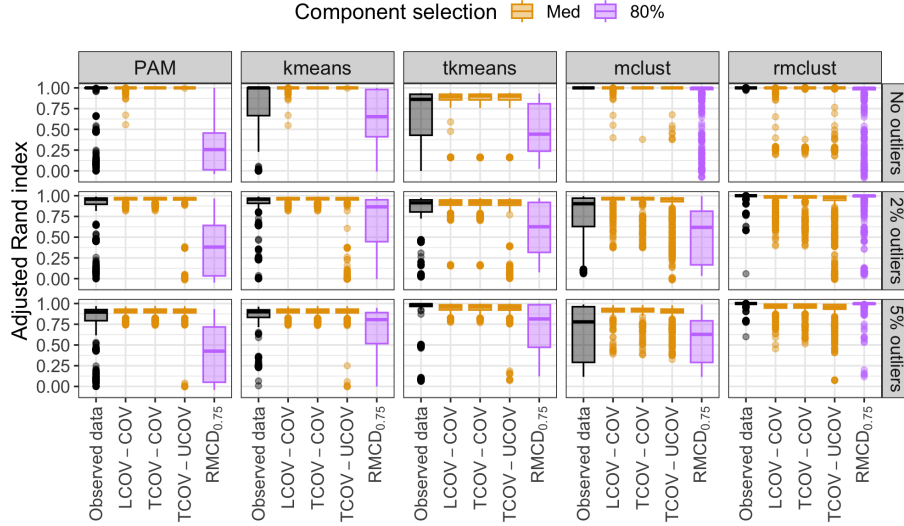 Component selection Med 80%
PAM kmeans tkmeans mclust rmclust
Adjusted Rand index
1.00
0.75
0.50
0.25
0.00
No outliers
1.00
0.75
0.50
0.25
0.00
2% outliers
1.00
0.75
0.50
0.25
0.00
5% outliers
Observed data
LCOV − COV
TCOV − COV
TCOV − UCOV
RMCD0.75
Observed data
LCOV − COV
TCOV − COV
TCOV − UCOV
RMCD0.75
Observed data
LCOV − COV
TCOV − COV
TCOV − UCOV
RMCD0.75
Observed data
LCOV − COV
TCOV − COV
TCOV − UCOV
RMCD0.75
Observed data
LCOV − COV
TCOV − COV
TCOV − UCOV
RMCD0.75